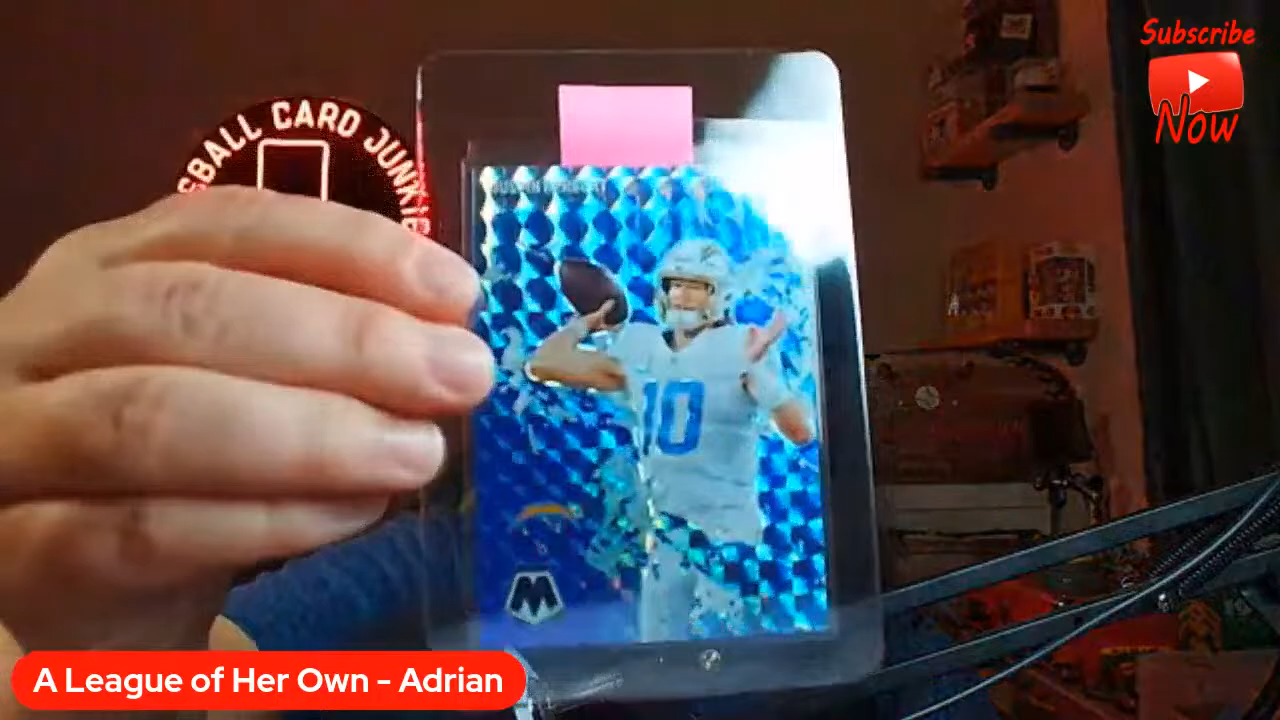 Subscribe
Now
SBALL CARD JUNKIE
10
M
A League of Her Own - Adrian